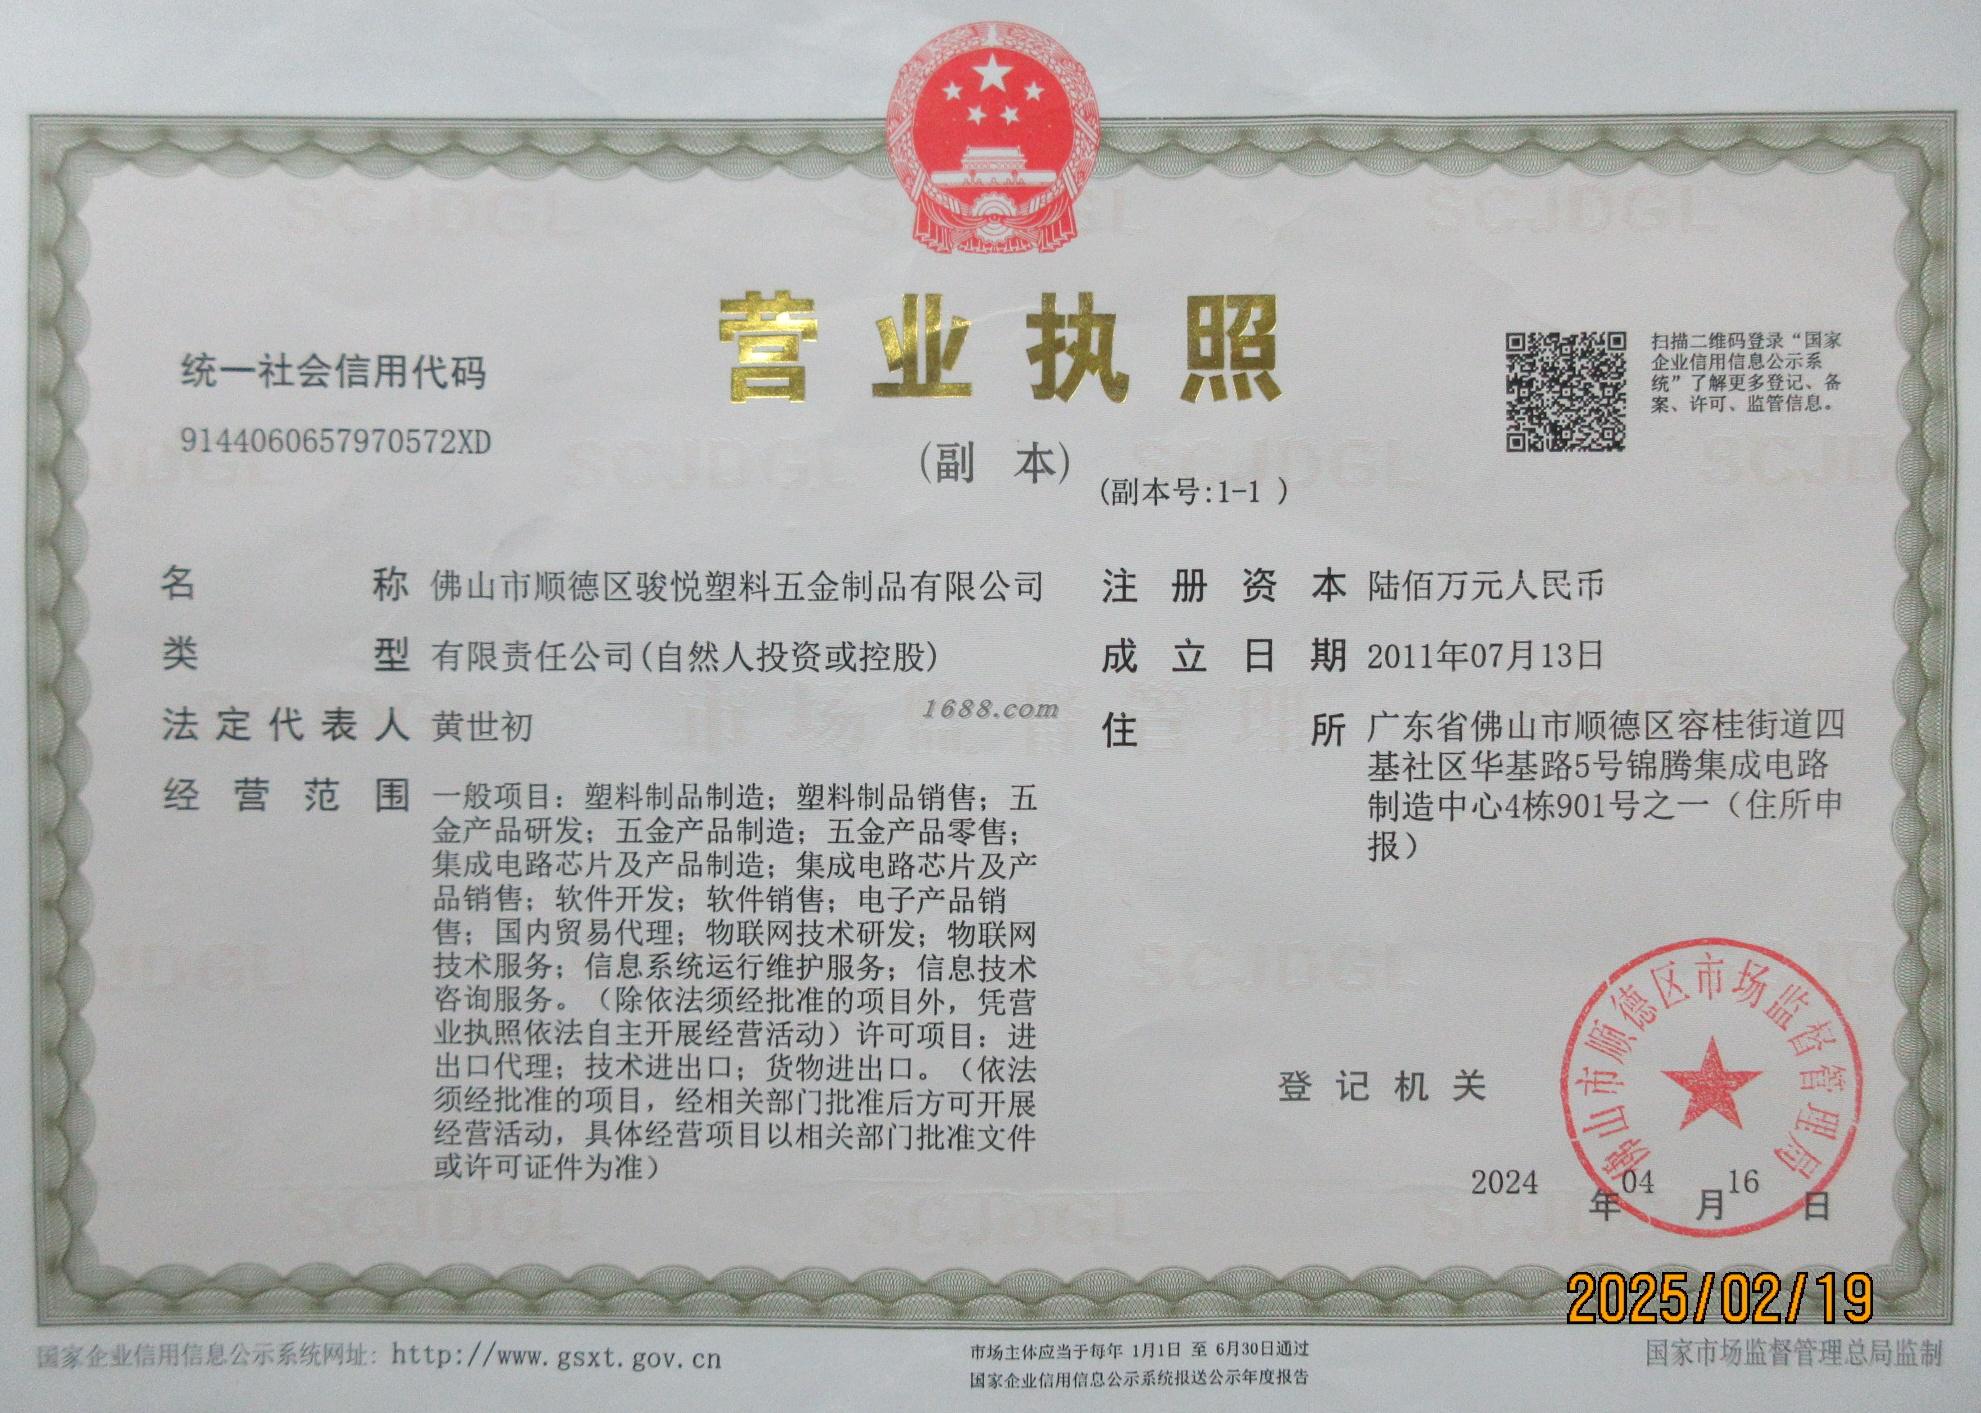 营业执照
(副 本)
(副本号:1-1 )
统一社会信用代码
9144060657970572XD
扫描二维码登录“国家
企业信用信息公示系
统”了解更多登记、备
案、许可、监管信息。
名 称 佛山市顺德区骏悦塑料五金制品有限公司
类 型 有限责任公司(自然人投资或控股)
法定代表人 黄世初
经营范围 一般项目：塑料制品制造；塑料制品销售；五
金产品研发；五金产品制造；五金产品零售；
集成电路芯片及产品制造；集成电路芯片及产
品销售；软件开发；软件销售；电子产品销
售；国内贸易代理；物联网技术研发；物联网
技术服务；信息系统运行维护服务；信息技术
咨询服务。（除依法须经批准的项目外，凭营
业执照依法自主开展经营活动）许可项目：进
出口代理；技术进出口；货物进出口。（依法
须经批准的项目，经相关部门批准后方可开展
经营活动，具体经营项目以相关部门批准文件
或许可证件为准）
注册资本 陆佰万元人民币
成立日期 2011年07月13日
住 所 广东省佛山市顺德区容桂街道四
基社区华基路5号锦腾集成电路
制造中心4栋901号之一（住所申
报）
1688.com
登记机关
佛山市顺德区市场监督管理局
2024 年 04 月 16 日
2025/02/19
国家企业信用信息公示系统网址: http://www.gsxt.gov.cn
市场主体应当于每年 1月1日 至 6月30日通过
国家企业信用信息公示系统报送公示年度报告
国家市场监督管理总局监制